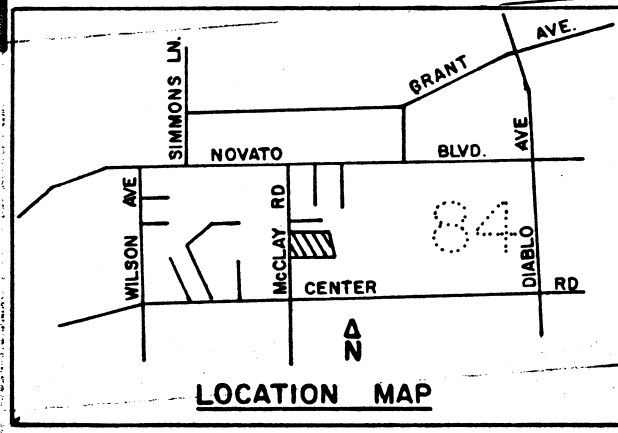 GRANT AVE.
SIMMONS LN.
NOVATO BLVD.
WILSON AVE
McCLAY RD
DIABLO AVE
84
CENTER RD
N
LOCATION MAP